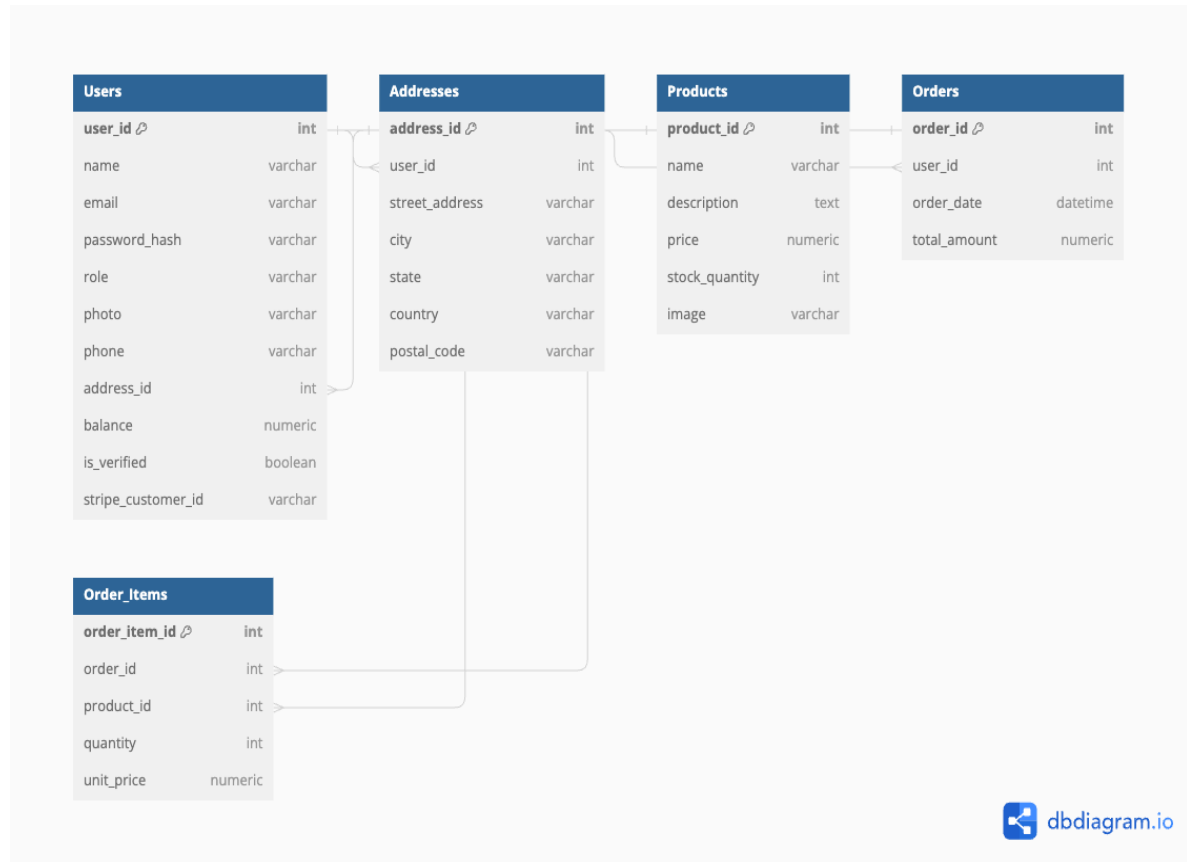 Users
user_id int
name varchar
email varchar
password_hash varchar
role varchar
photo varchar
phone varchar
address_id int
balance numeric
is_verified boolean
stripe_customer_id varchar
Addresses
address_id int
user_id int
street_address varchar
city varchar
state varchar
country varchar
postal_code varchar
Products
product_id int
name varchar
description text
price numeric
stock_quantity int
image varchar
Orders
order_id int
user_id int
order_date datetime
total_amount numeric
Order_Items
order_item_id int
order_id int
product_id int
quantity int
unit_price numeric
dbdiagram.io